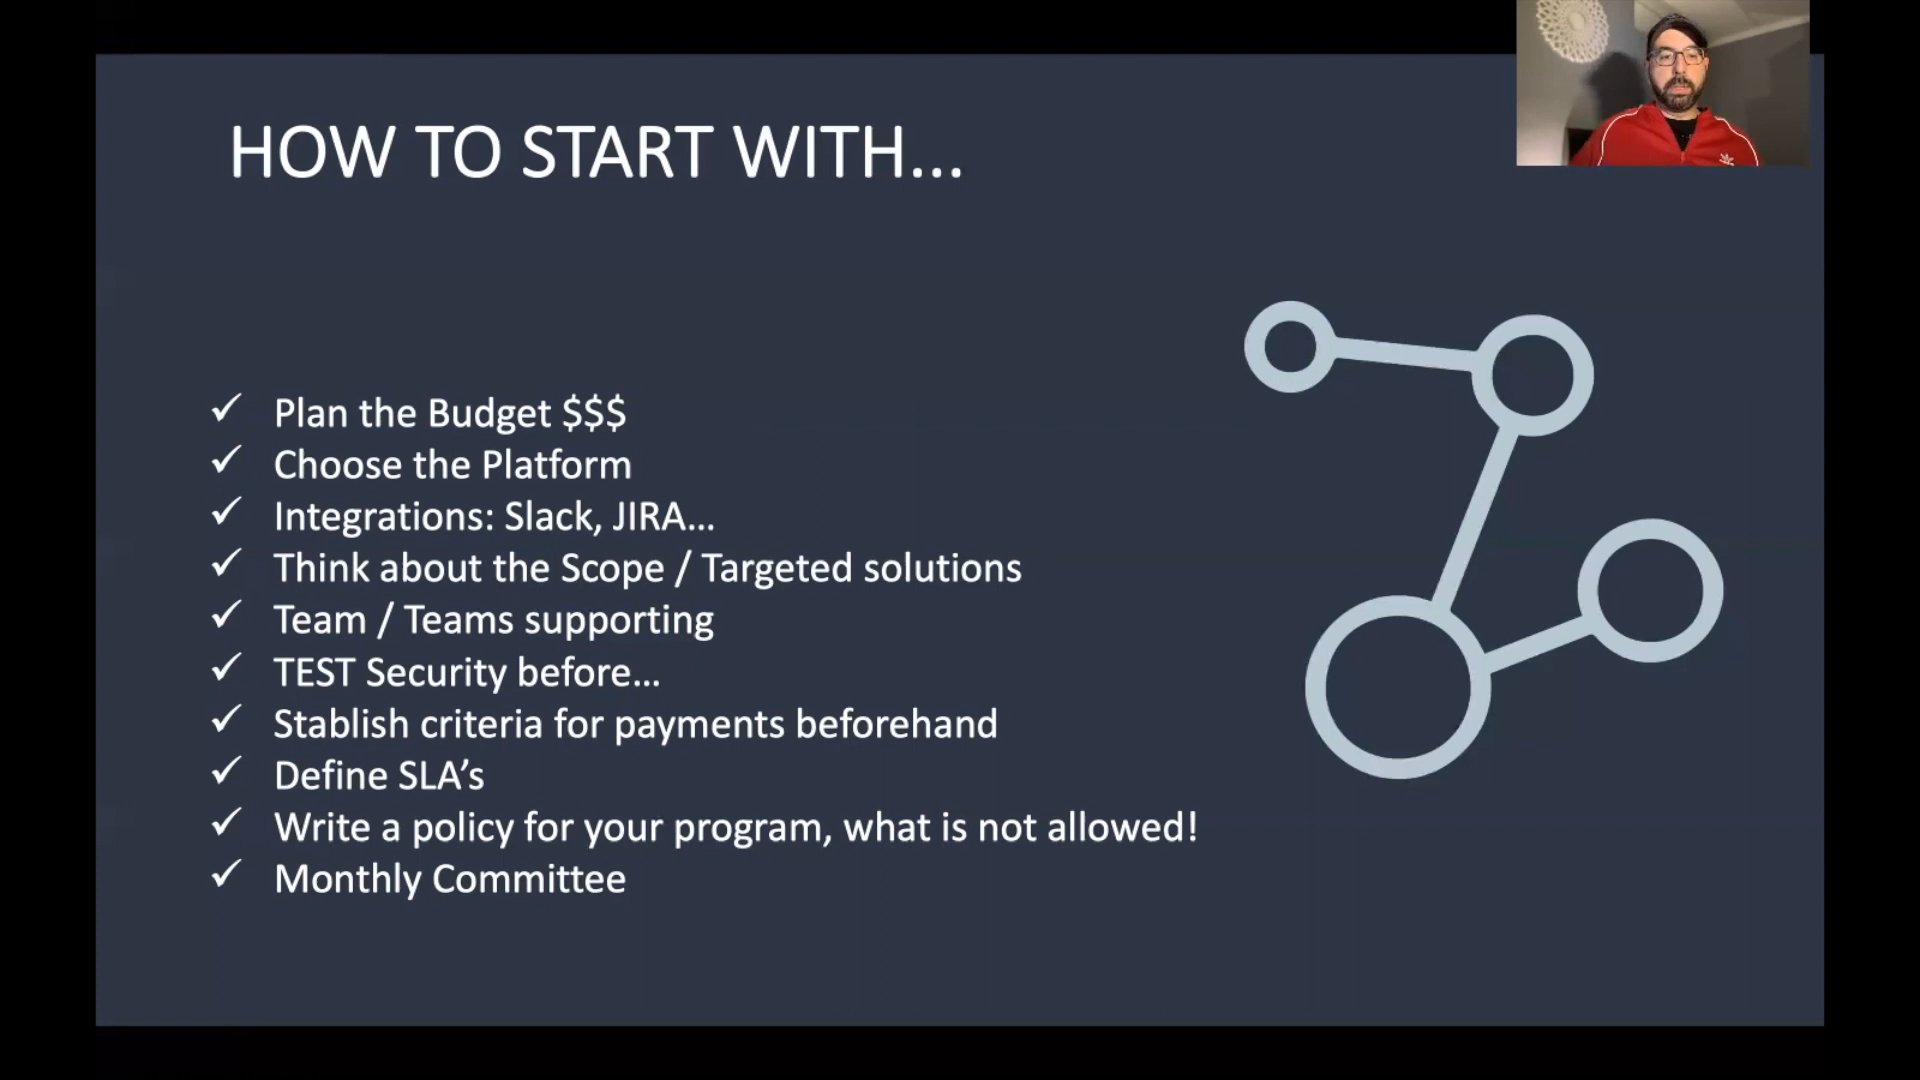 HOW TO START WITH...
✓ Plan the Budget $$$
✓ Choose the Platform
✓ Integrations: Slack, JIRA...
✓ Think about the Scope / Targeted solutions
✓ Team / Teams supporting
✓ TEST Security before...
✓ Stablish criteria for payments beforehand
✓ Define SLA’s
✓ Write a policy for your program, what is not allowed!
✓ Monthly Committee